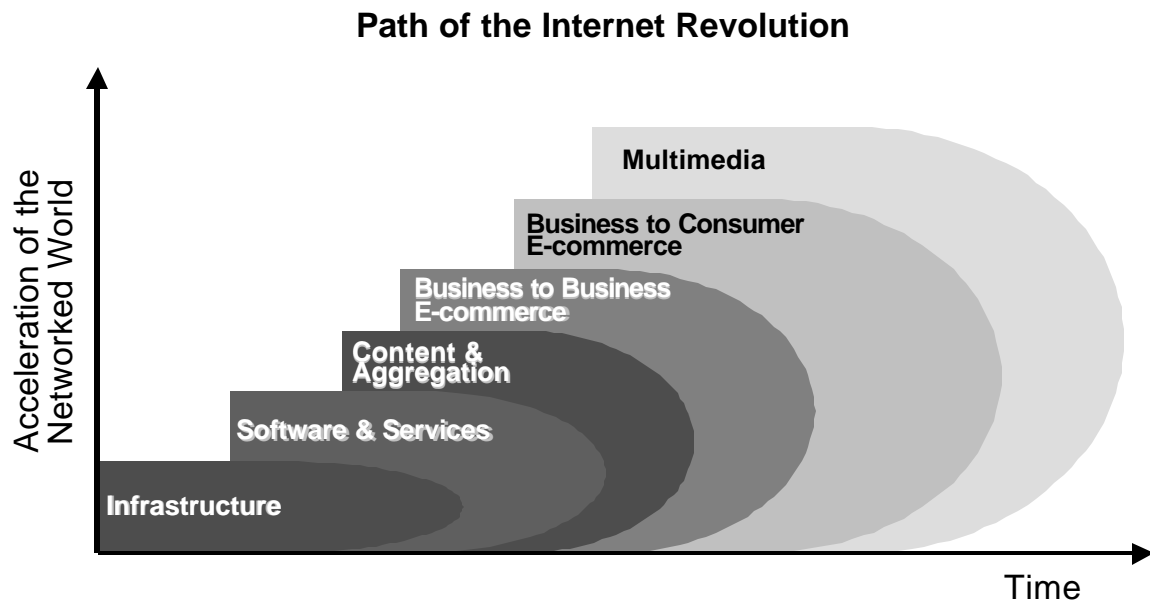 Path of the Internet Revolution
Acceleration of the
Networked World
Multimedia
Business to Consumer
E-commerce
Business to Business
E-commerce
Content &
Aggregation
Software & Services
Infrastructure
Time